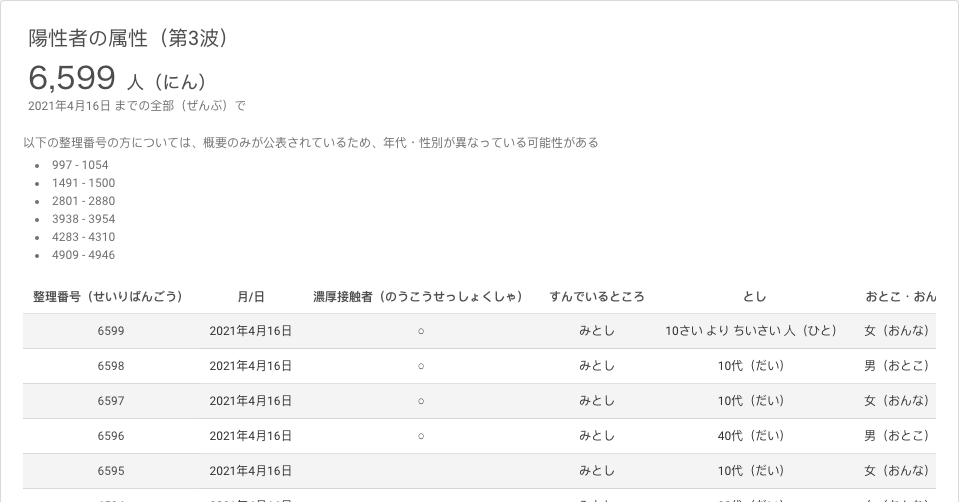 陽性者の属性（第3波）
6,599 人（にん）
2021年4月16日 までの全部（ぜんぶ）で
以下の整理番号の方については、概要のみが公表されているため、年代・性別が異なっている可能性がある
• 997 - 1054
• 1491 - 1500
• 2801 - 2880
• 3938 - 3954
• 4283 - 4310
• 4909 - 4946
整理番号（せいりばんごう） 月/日 濃厚接触者（のうこうせっしょくしゃ） すんでいるところ とし おとこ・おん
6599 2021年4月16日 ○ みとし 10さい より ちいさい 人（ひと） 女（おんな）
6598 2021年4月16日 ○ みとし 10代（だい） 男（おとこ）
6597 2021年4月16日 ○ みとし 10代（だい） 女（おんな）
6596 2021年4月16日 ○ みとし 40代（だい） 男（おとこ）
6595 2021年4月16日 みとし 10代（だい） 女（おんな）